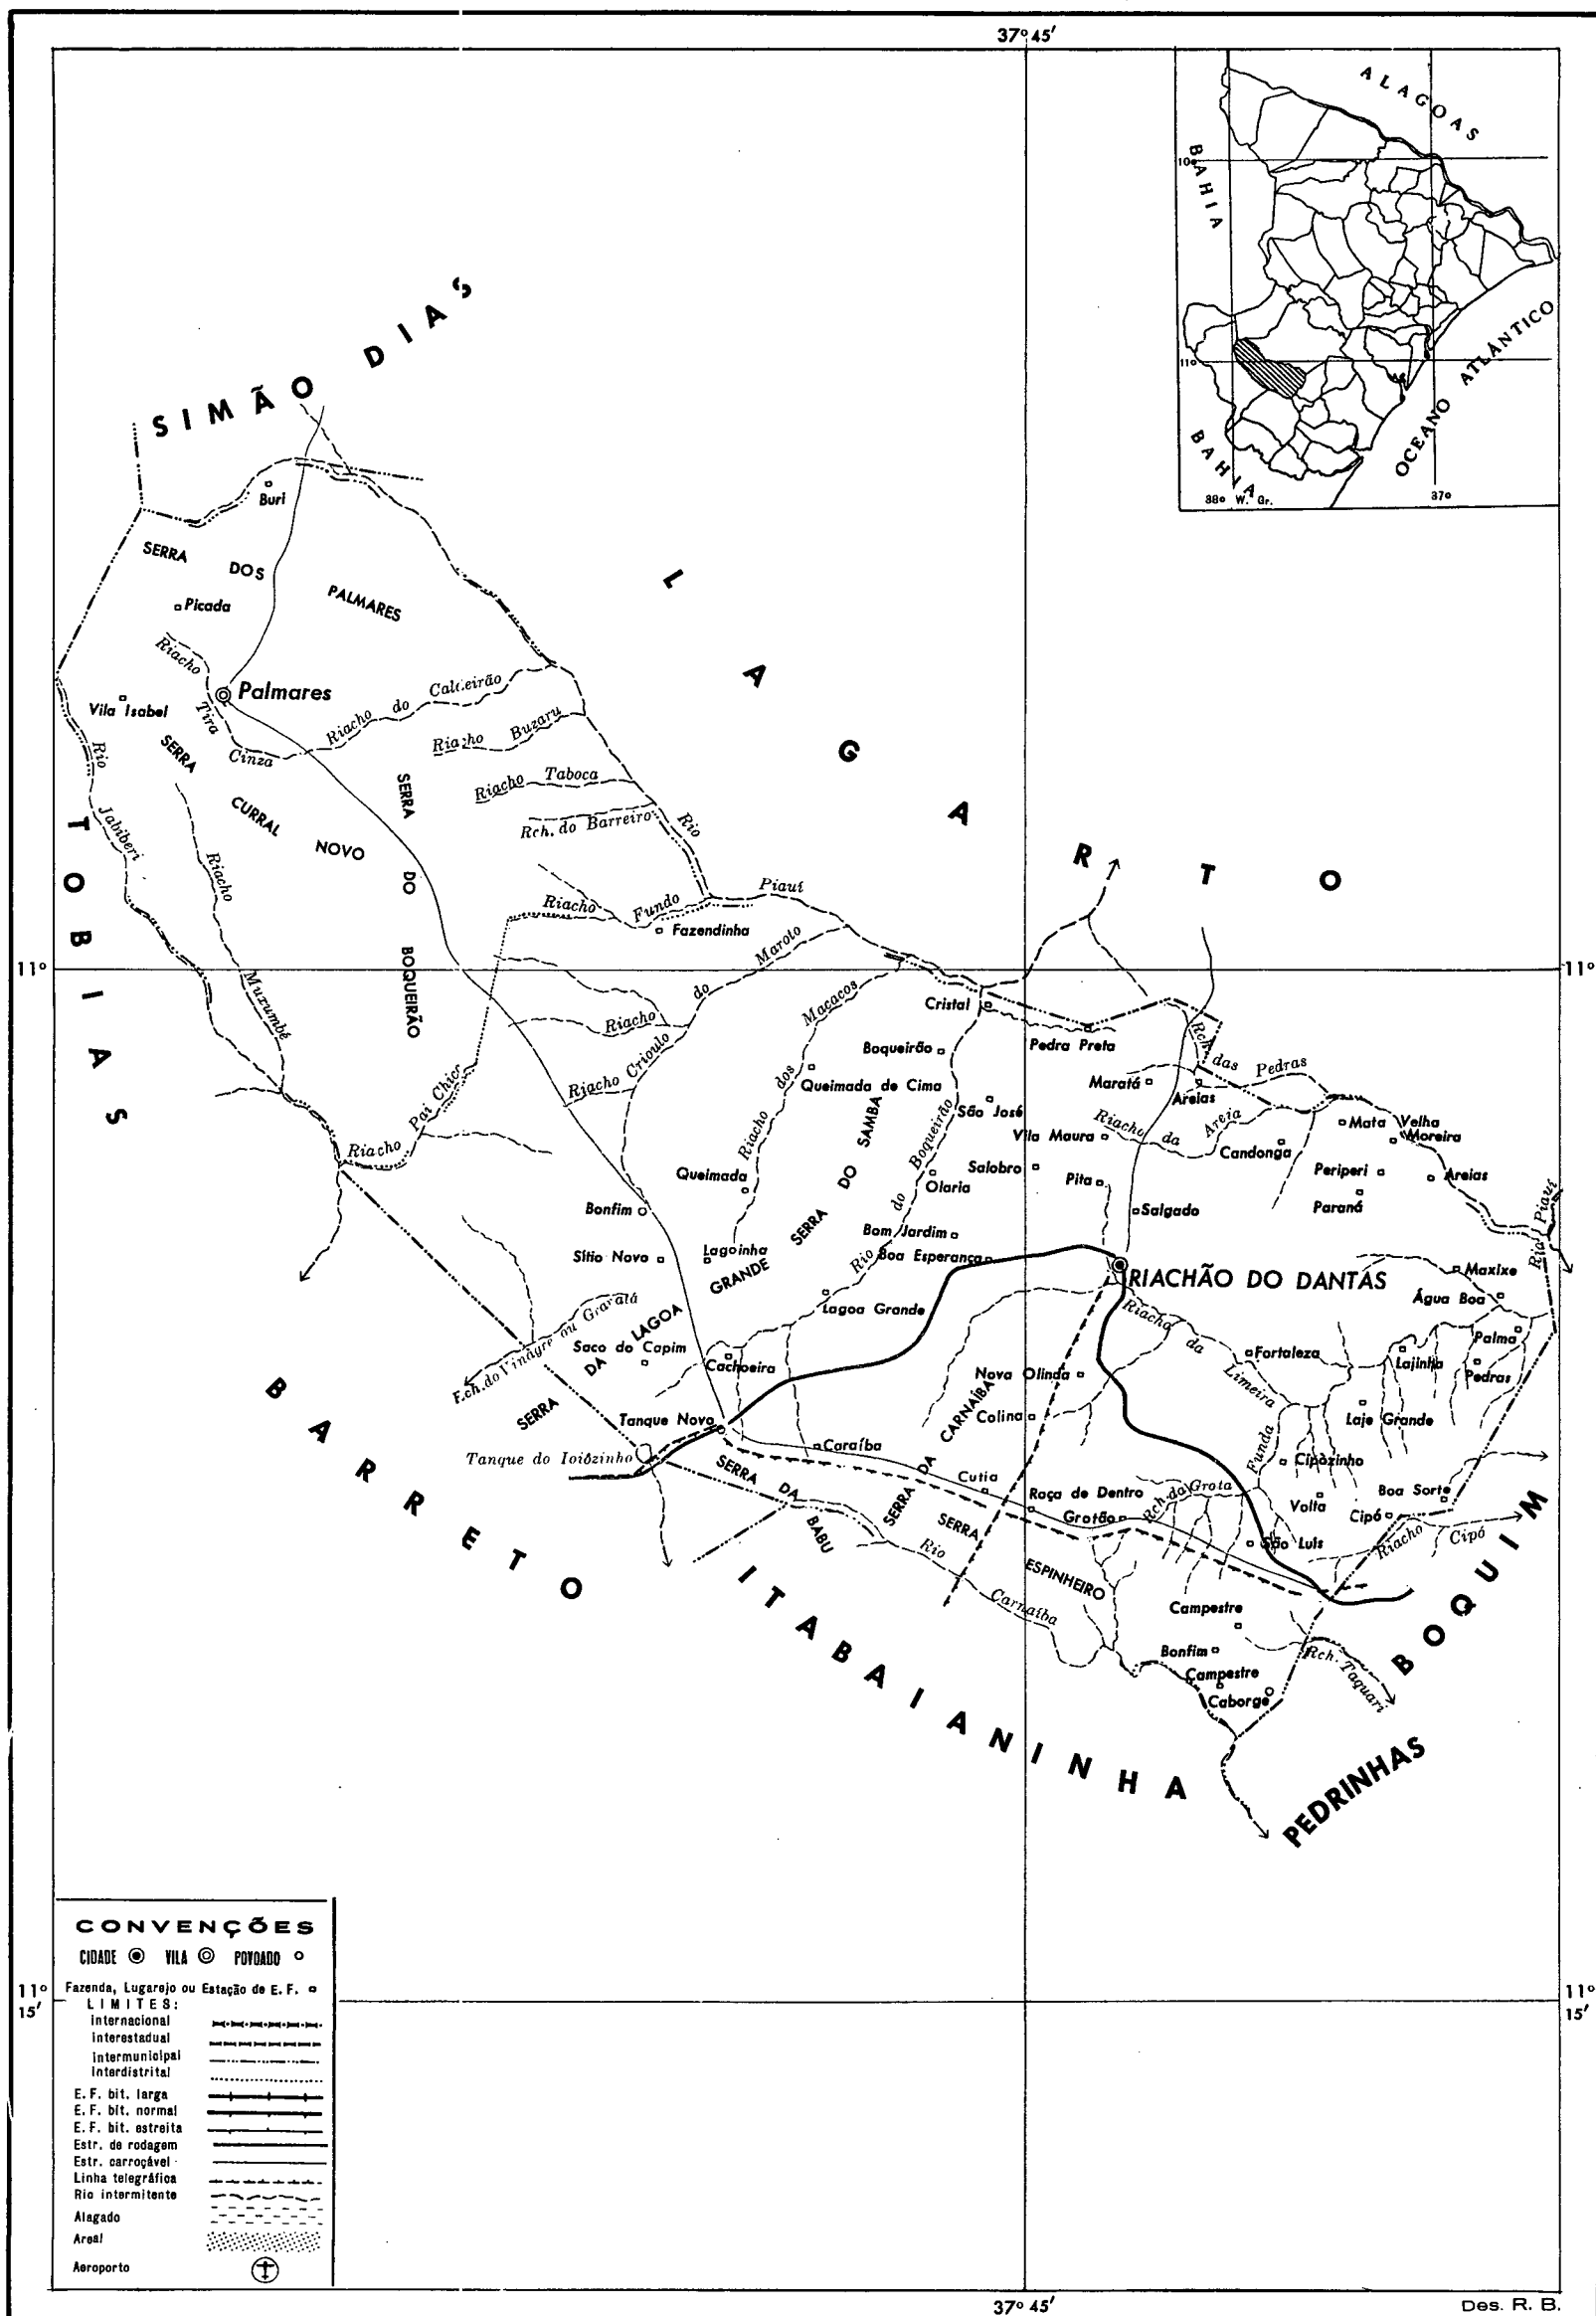 37° 45'
ALAGOAS
BAHIA
10°
11°
OCEANO ATLÂNTICO
BAHIA
38° W. Gr.
37°
SIMÃO DIAS
Buri
SERRA DOS PALMARES
Picada
Riacho Tira Cinza
Palmares
Vila Isabel
Riacho do Caldeirão
Riacho Buzaru
Rio Jabiberi
SERRA CURRAL NOVO
SERRA DO BOQUEIRÃO
Riacho Taboca
Rch. do Barreiro
Rio Piauí
LAGARTO
TOBIAS BARRETO
Riacho Muzumbé
Riacho Fundo
Fazendinha
11°
11°
Riacho do Maroto
Riacho dos Macacos
Cristal
Riacho Crioulo
Boqueirão
Pedra Preta
Rch. das Pedras
Queimada de Cima
Maratá
Areias
Riacho Pai Chico
SERRA DO SAMBA
São José
Riacho da Areia
Mata Velha
Moreira
Vila Maura
Candonga
Queimada
Rio do Boqueirão
Olaria
Salobro
Pita
Periperi
Areias
Paraná
Bonfim
Salgado
Rio Piauí
Bom Jardim
Sítio Novo
Lagoinha
Boa Esperança
SERRA DA LAGOA GRANDE
RIACHÃO DO DANTAS
Maxixe
Água Boa
Lagoa Grande
Rch. do Vinagre ou Gravatá
Saco do Capim
Cachoeira
Riacho da Limeira
Palma
Fortaleza
Lajinha
Pedras
Nova Olinda
Colina
Laje Grande
Tanque Novo
Tanque do Ioiôzinho
Caraíba
SERRA DA CARNAÍBA
Funda
Cipòzinho
SERRA DA BABU
Cutia
Roça de Dentro
Rch. da Grota
Volta
Boa Sorte
Grotão
Cipó
São Luís
Riacho Cipó
SERRA ESPINHEIRO
Rio Carnaíba
Campestre
Bonfim
Campestre
Caborge
Rch. Taquari
BOQUIM
ITABAIANINHA
PEDRINHAS
CONVENÇÕES
CIDADE VILA POVOADO
Fazenda, Lugarejo ou Estação de E. F.
LIMITES:
Internacional
Interestadual
Intermunicipal
Interdistrital
E. F. bit. larga
E. F. bit. normal
E. F. bit. estreita
Estr. de rodagem
Estr. carroçável
Linha telegráfica
Rio intermitente
Alagado
Areal
Aeroporto
11° 15'
11° 15'
37° 45'
Des. R. B.